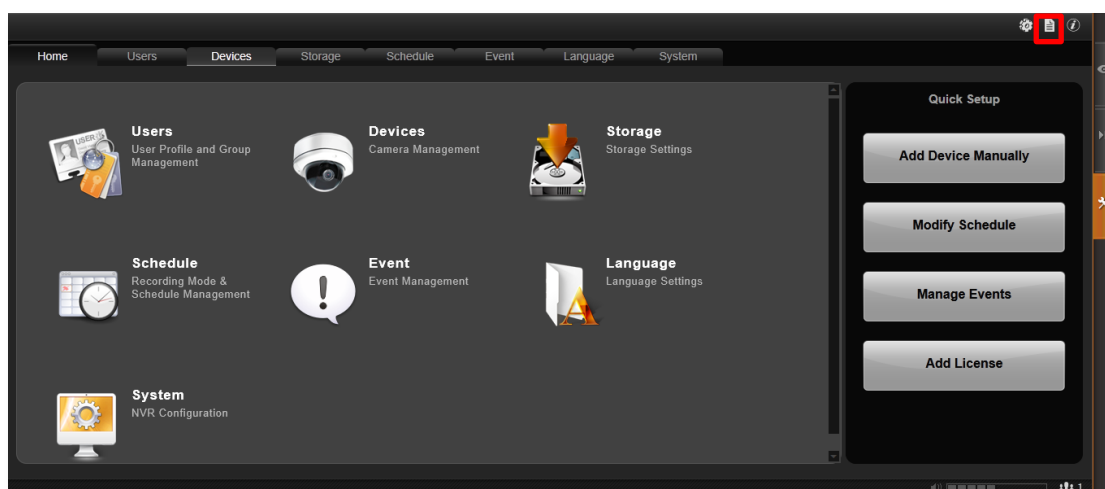 Home
Users
Devices
Storage
Schedule
Event
Language
System
Users
User Profile and Group
Management
USER
Devices
Camera Management
Storage
Storage Settings
Schedule
Recording Mode &
Schedule Management
Event
Event Management
Language
Language Settings
A
System
NVR Configuration
Quick Setup
Add Device Manually
Modify Schedule
Manage Events
Add License
1